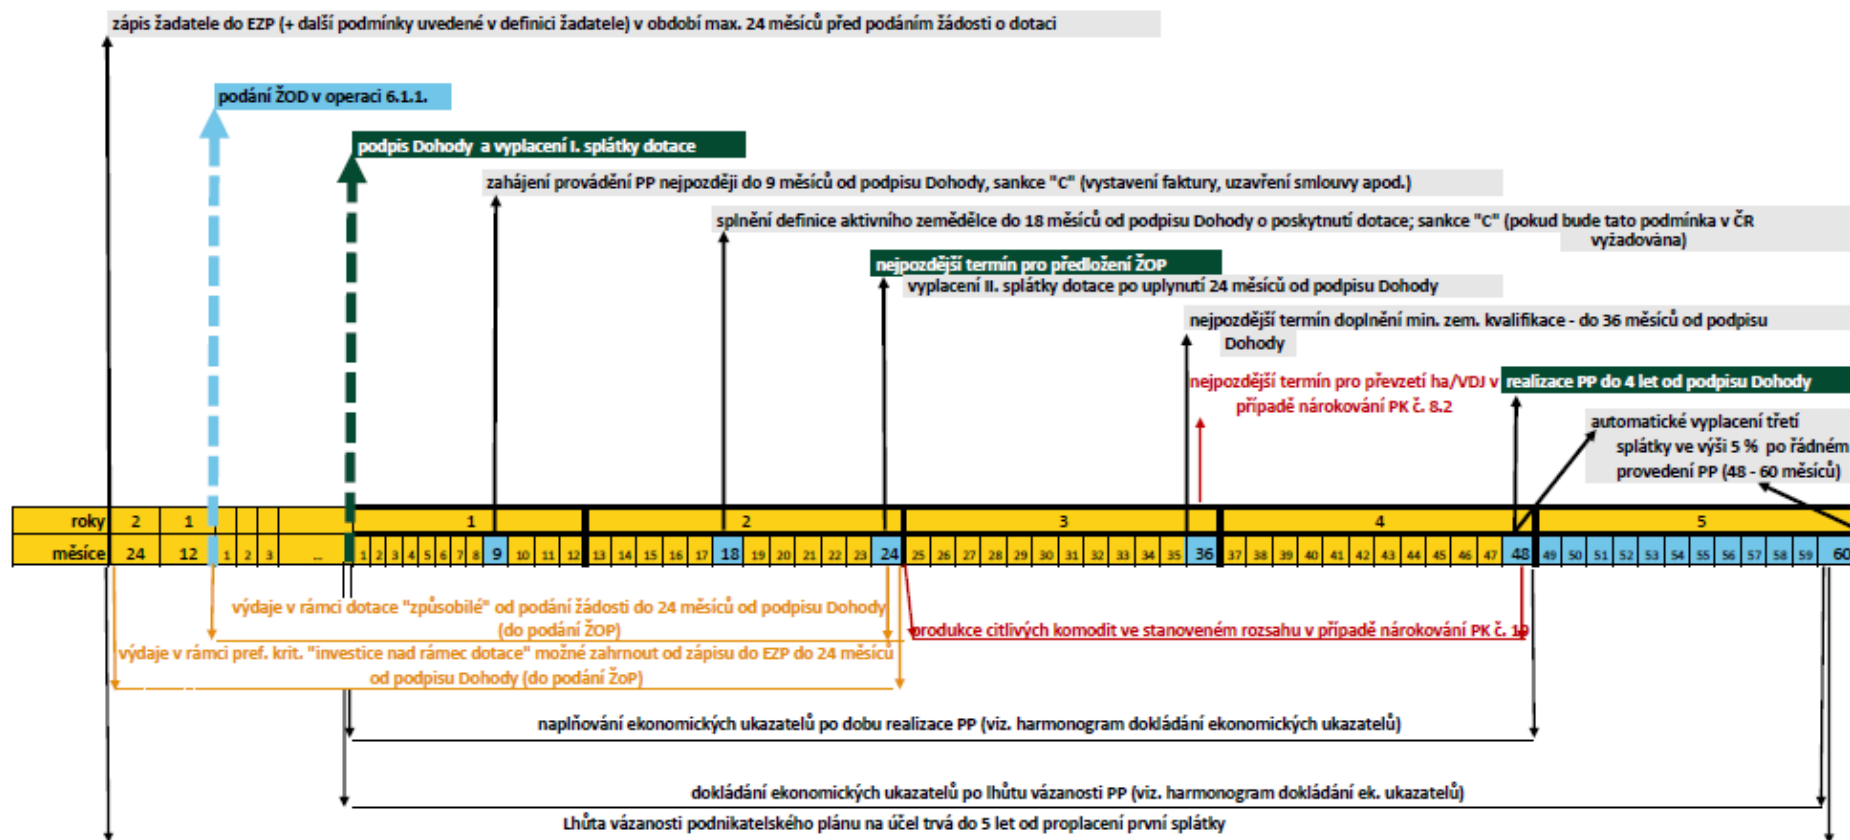 zápis žadatele do EZP (+ další podmínky uvedené v definici žadatele) v období max. 24 měsíců před podáním žádosti o dotaci
podání ŽOD v operaci 6.1.1.
podpis Dohody a vyplacení I. splátky dotace
zahájení provádění PP nejpozději do 9 měsíců od podpisu Dohody, sankce "C" (vystavení faktury, uzavření smlouvy apod.)
splnění definice aktivního zemědělce do 18 měsíců od podpisu Dohody o poskytnutí dotace; sankce "C" (pokud bude tato podmínka v ČR
vyžadována)
nejpozdější termín pro předložení ŽOP
vyplacení II. splátky dotace po uplynutí 24 měsíců od podpisu Dohody
nejpozdější termín doplnění min. zem. kvalifikace - do 36 měsíců od podpisu
Dohody
nejpozdější termín pro převzetí ha/VDJ v
případě nárokování PK č. 8.2
realizace PP do 4 let od podpisu Dohody
automatické vyplacení třetí
splátky ve výši 5 % po řádném
provedení PP (48 - 60 měsíců)
roky 2 1 1 2 3 4 5
měsíce 24 12 1 2 3 ... 1 2 3 4 5 6 7 8 9 10 11 12 13 14 15 16 17 18 19 20 21 22 23 24 25 26 27 28 29 30 31 32 33 34 35 36 37 38 39 40 41 42 43 44 45 46 47 48 49 50 51 52 53 54 55 56 57 58 59 60
výdaje v rámci dotace "způsobilé" od podání žádosti do 24 měsíců od podpisu Dohody
(do podání ŽOP)
produkce citlivých komodit ve stanoveném rozsahu v případě nárokování PK č. 10
výdaje v rámci pref. krit. "investice nad rámec dotace" možné zahrnout od zápisu do EZP do 24 měsíců
od podpisu Dohody (do podání ŽoP)
naplňování ekonomických ukazatelů po dobu realizace PP (viz. harmonogram dokládání ekonomických ukazatelů)
dokládání ekonomických ukazatelů po lhůtu vázanosti PP (viz. harmonogram dokládání ek. ukazatelů)
Lhůta vázanosti podnikatelského plánu na účel trvá do 5 let od proplacení první splátky